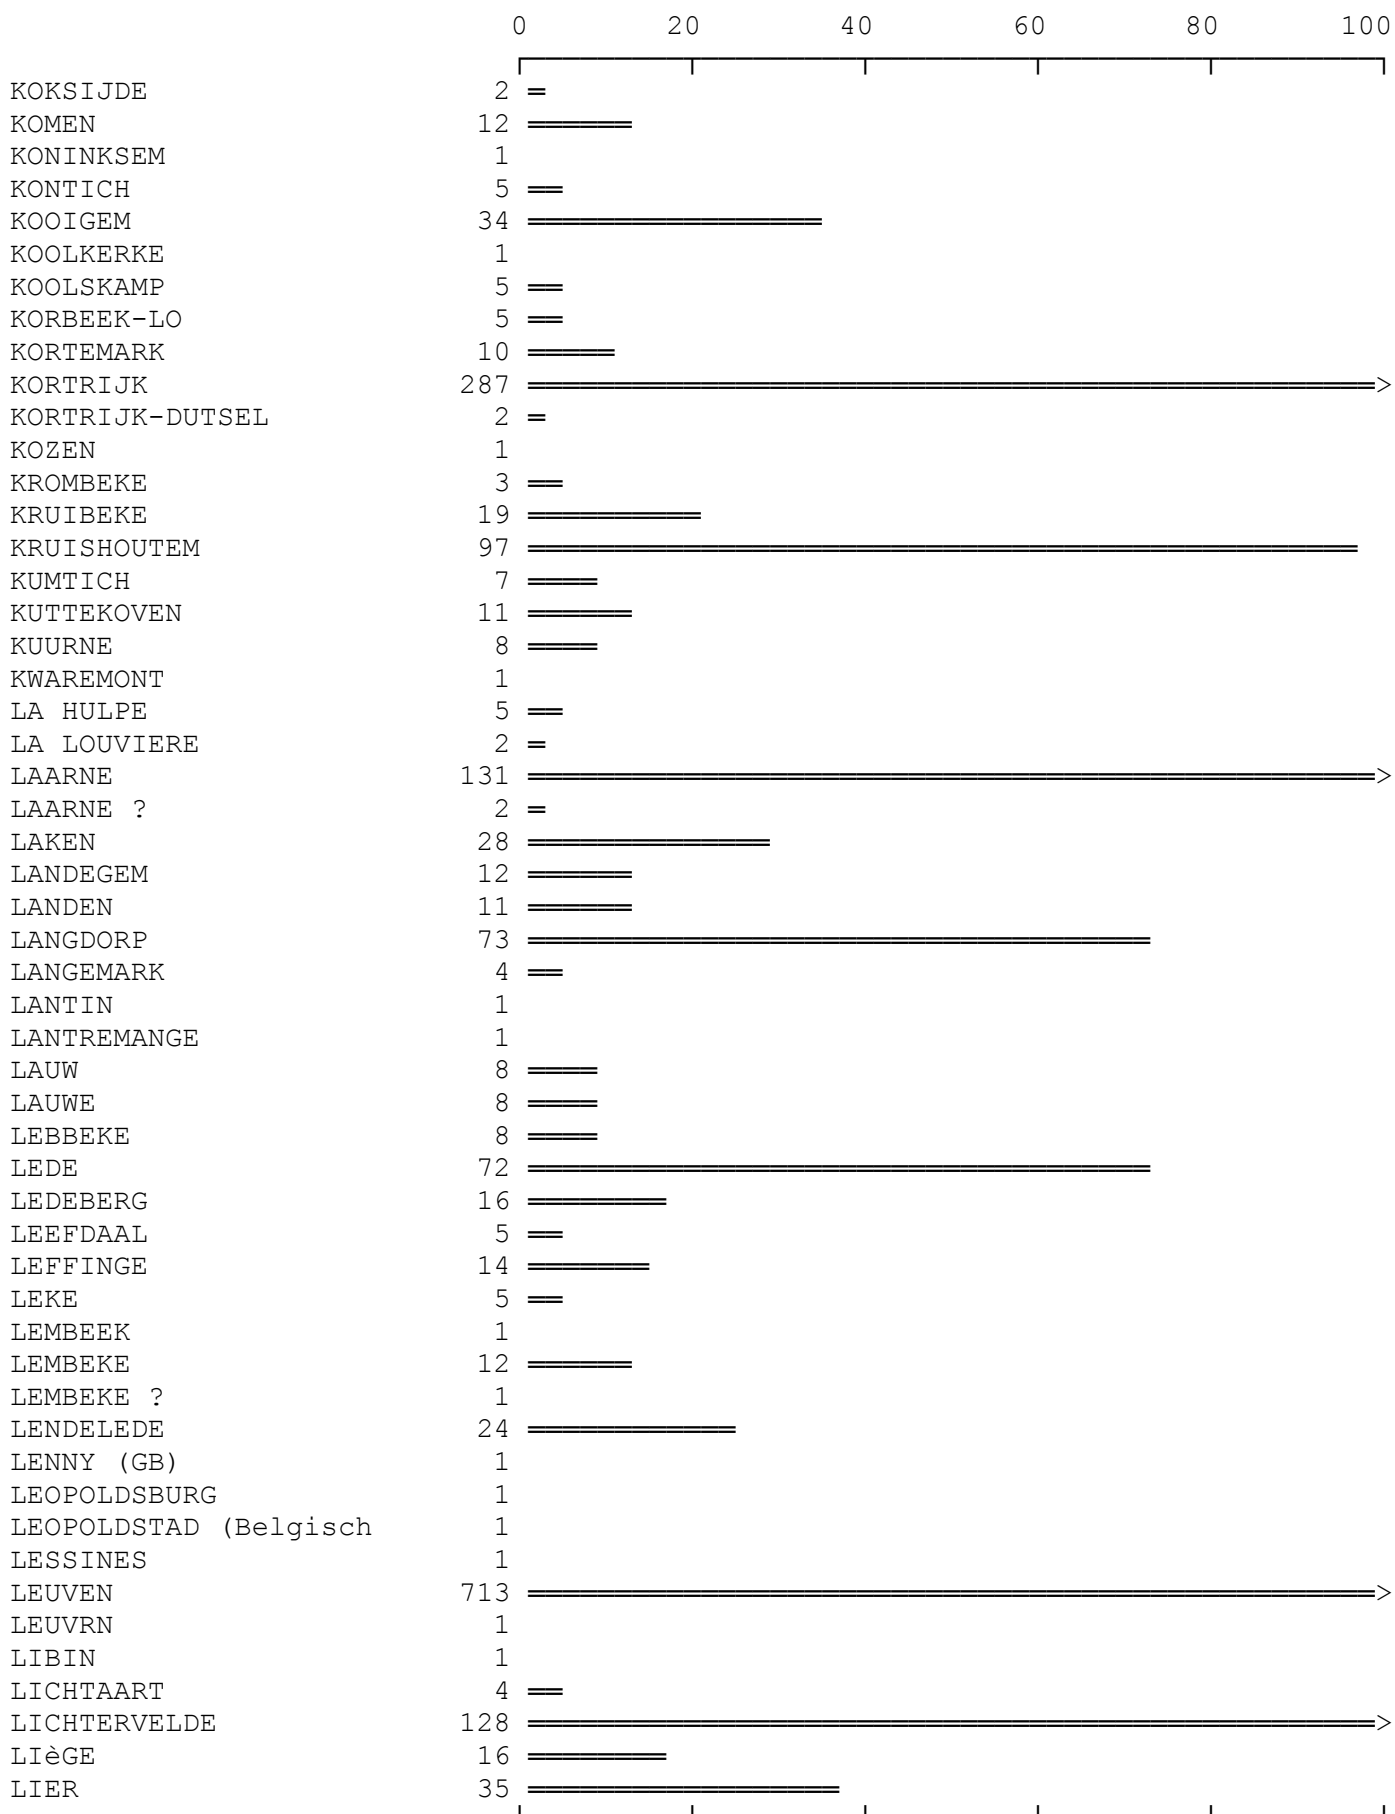 0 20 40 60 80 100
KOKSIJDE 2
KOMEN 12
KONINKSEM 1
KONTICH 5
KOOIGEM 34
KOOLKERKE 1
KOOLSKAMP 5
KORBEEK-LO 5
KORTEMARK 10
KORTRIJK 287 >
KORTRIJK-DUTSEL 2
KOZEN 1
KROMBEKE 3
KRUIBEKE 19
KRUISHOUTEM 97
KUMTICH 7
KUTTEKOVEN 11
KUURNE 8
KWAREMONT 1
LA HULPE 5
LA LOUVIERE 2
LAARNE 131 >
LAARNE ? 2
LAKEN 28
LANDEGEM 12
LANDEN 11
LANGDORP 73
LANGEMARK 4
LANTIN 1
LANTREMANGE 1
LAUW 8
LAUWE 8
LEBBEKE 8
LEDE 72
LEDEBERG 16
LEEFDAAL 5
LEFFINGE 14
LEKE 5
LEMBEEK 1
LEMBEKE 12
LEMBEKE ? 1
LENDELEDE 24
LENNY (GB) 1
LEOPOLDSBURG 1
LEOPOLDSTAD (Belgisch 1
LESSINES 1
LEUVEN 713 >
LEUVRN 1
LIBIN 1
LICHTAART 4
LICHTERVELDE 128 >
LIèGE 16
LIER 35